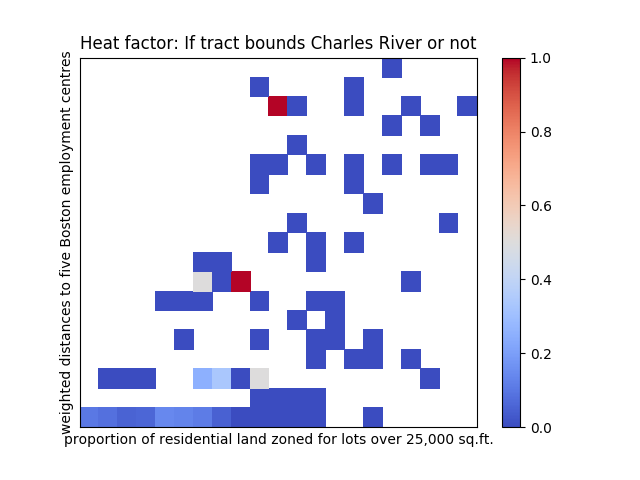 Heat factor: If tract bounds Charles River or not
weighted distances to five Boston employment centres
proportion of residential land zoned for lots over 25,000 sq.ft.
1.0
0.8
0.6
0.4
0.2
0.0